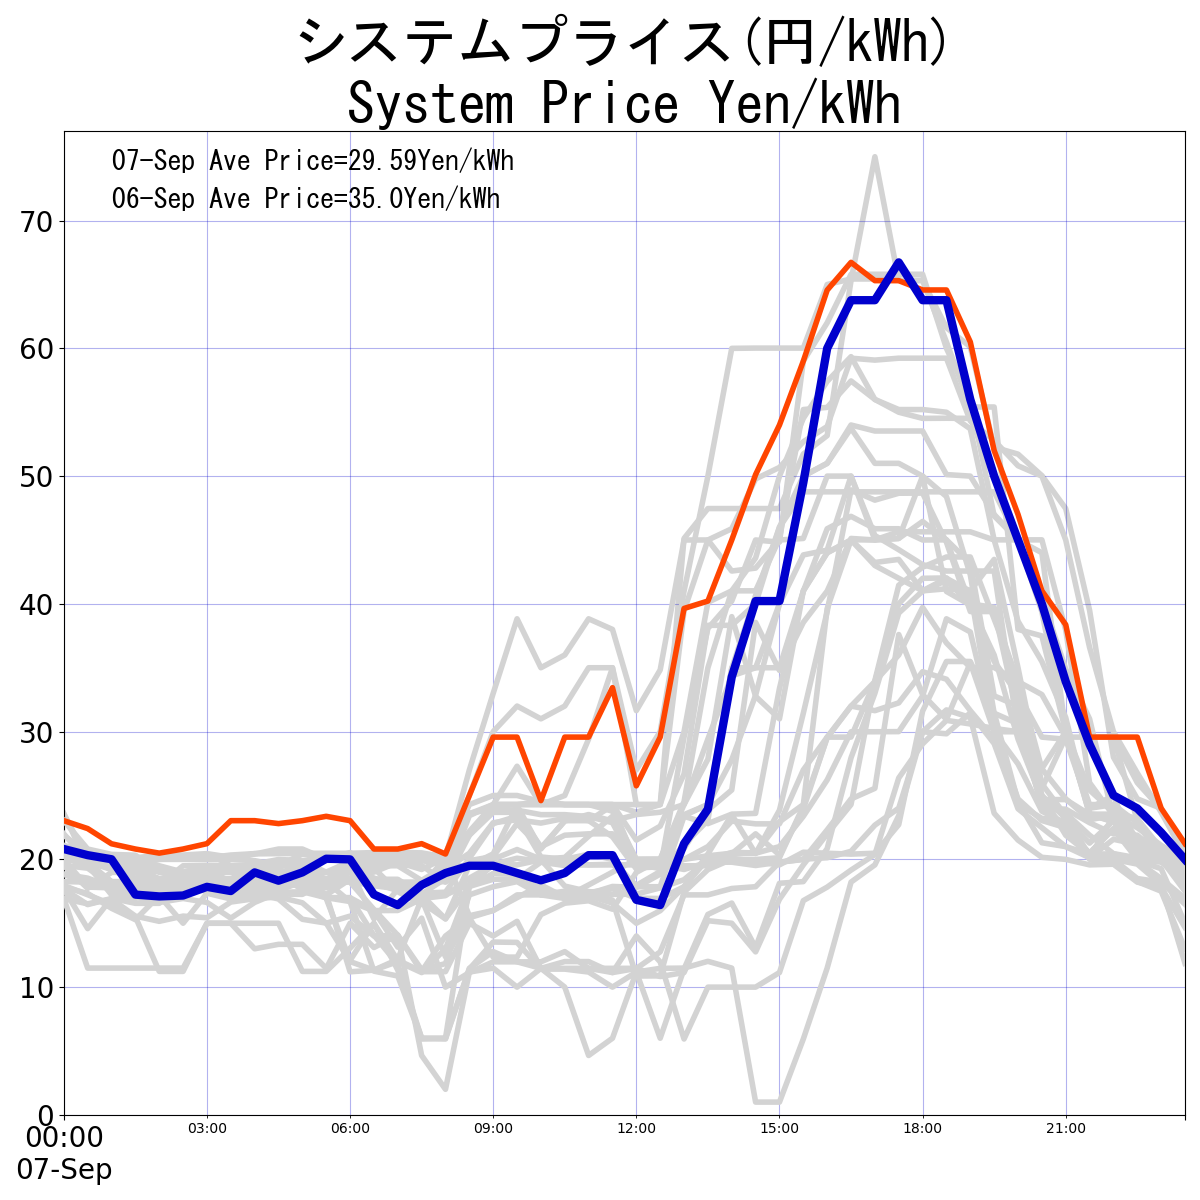 システムプライス(円/kWh)
System Price Yen/kWh
07-Sep Ave Price=29.59Yen/kWh
06-Sep Ave Price=35.0Yen/kWh
70
60
50
40
30
20
10
0
00:00 03:00 06:00 09:00 12:00 15:00 18:00 21:00
07-Sep